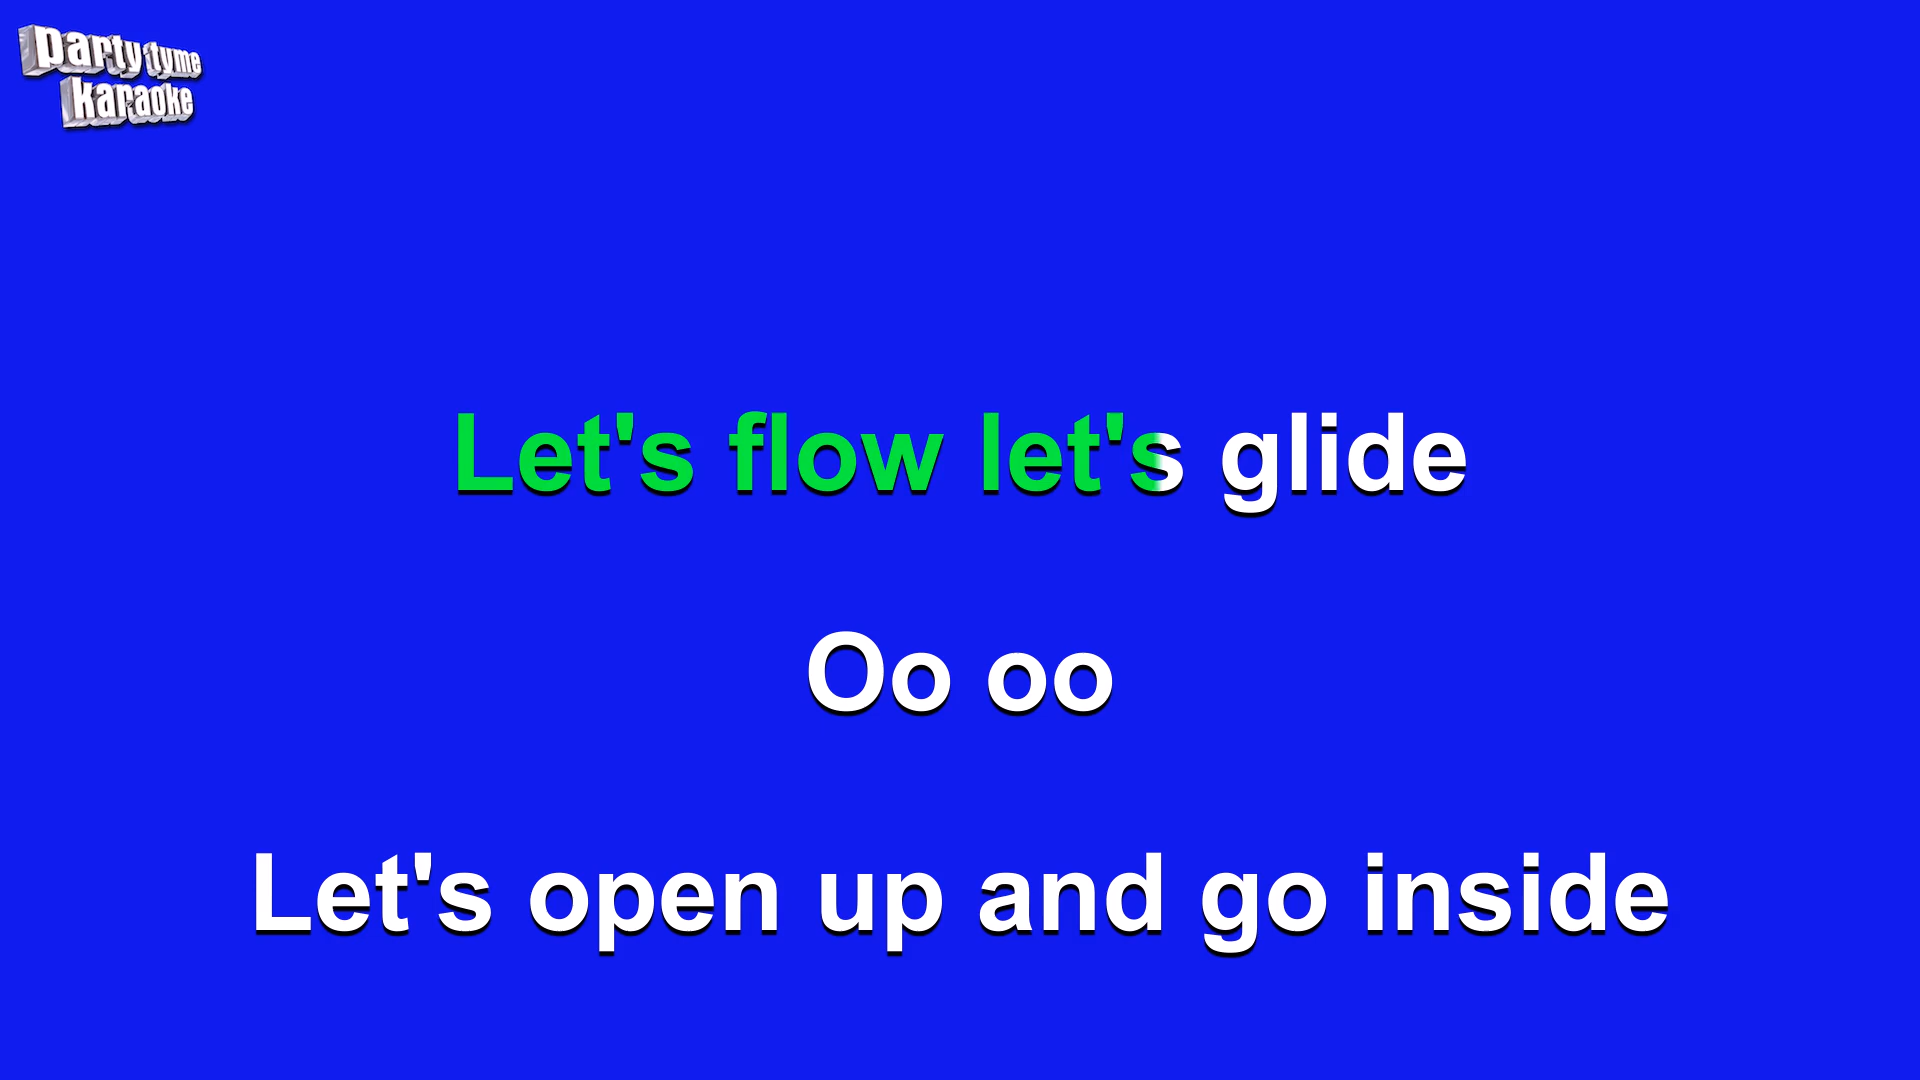 party tyme
karaoke
Let's flow let's glide
Oo oo
Let's open up and go inside